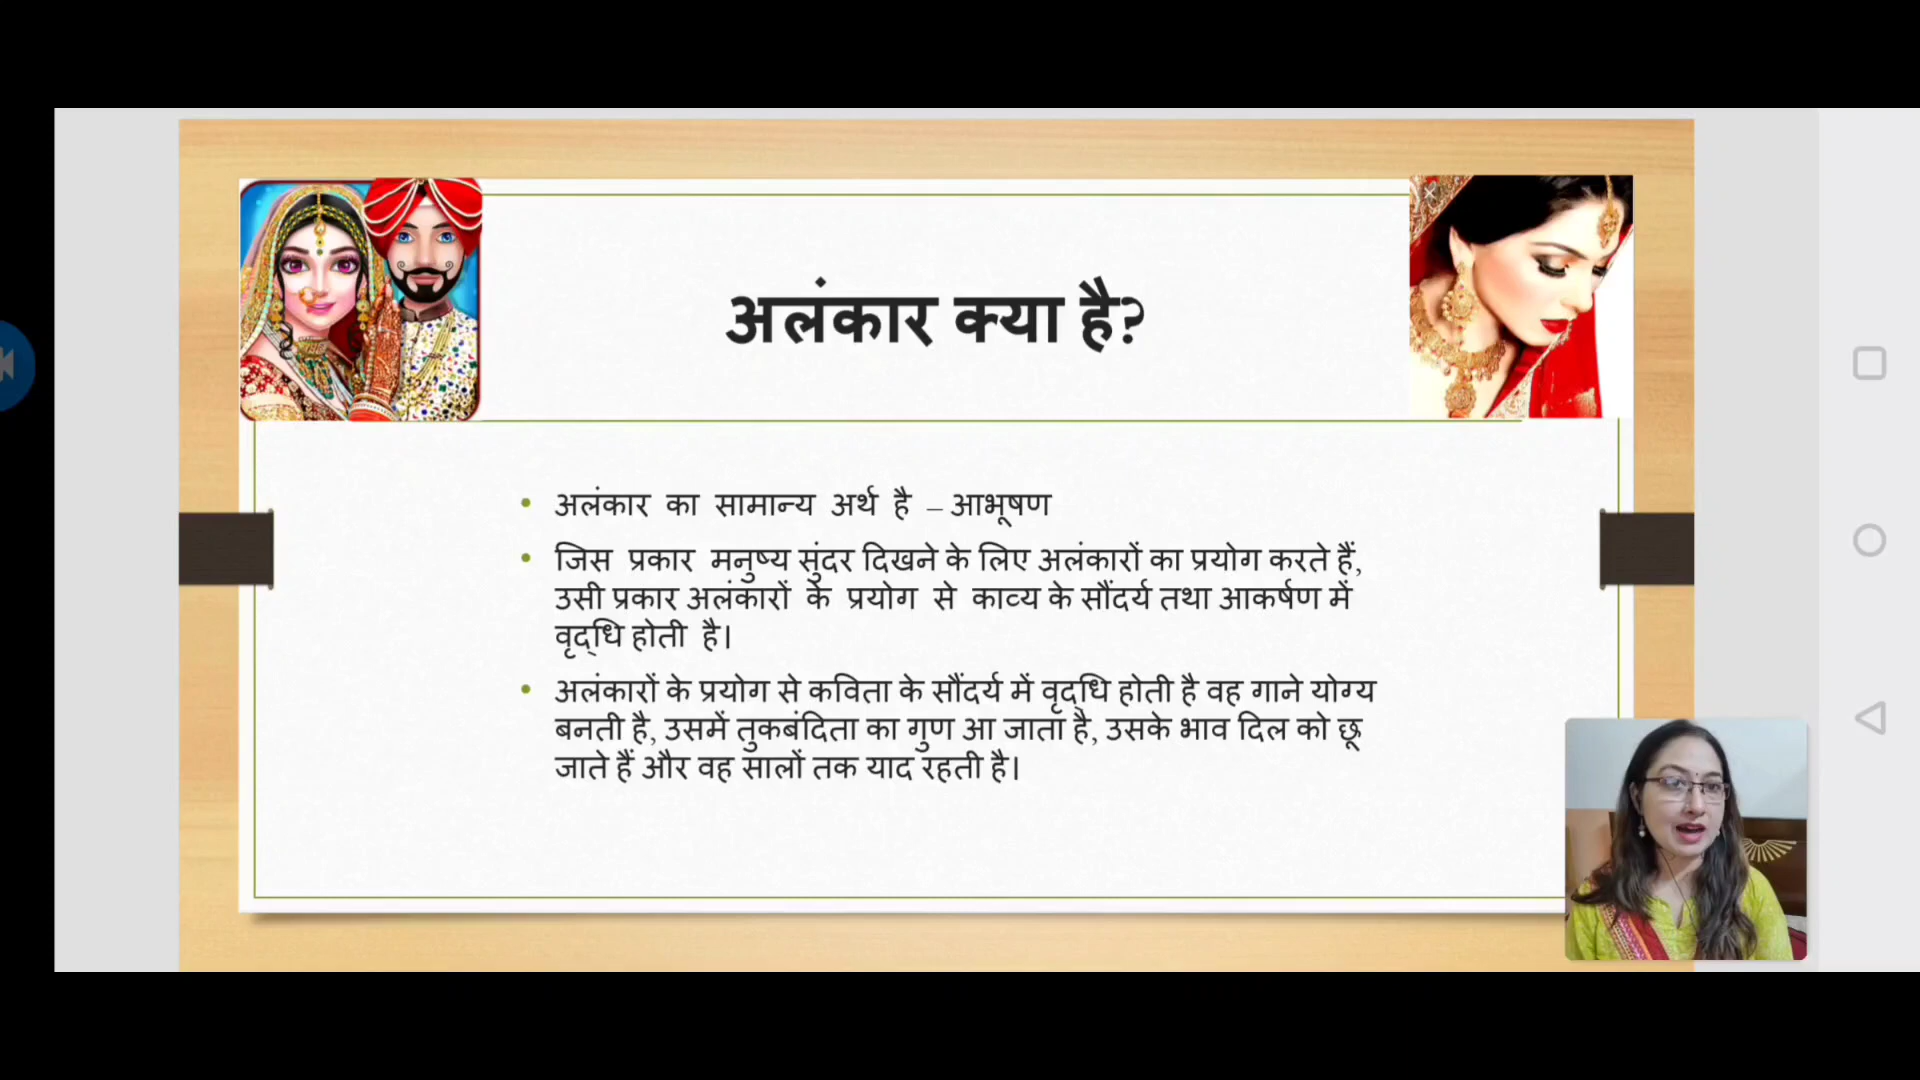 अलंकार क्या है?
• अलंकार का सामान्य अर्थ है – आभूषण
• जिस प्रकार मनुष्य सुंदर दिखने के लिए अलंकारों का प्रयोग करते हैं,
उसी प्रकार अलंकारों के प्रयोग से काव्य के सौंदर्य तथा आकर्षण में
वृद्धि होती है।
• अलंकारों के प्रयोग से कविता के सौंदर्य में वृद्धि होती है वह गाने योग्य
बनती है, उसमें तुकबंदिता का गुण आ जाता है, उसके भाव दिल को छू
जाते हैं और वह सालों तक याद रहती है।